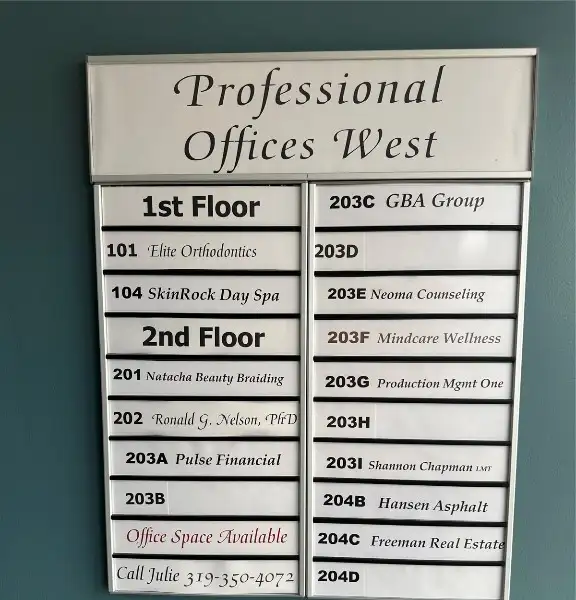 Professional
Offices West
1st Floor
101 Elite Orthodontics
104 SkinRock Day Spa
2nd Floor
201 Natacha Beauty Braiding
202 Ronald G. Nelson, PhD
203A Pulse Financial
203B
Office Space Available
Call Julie 319-350-4072
203C GBA Group
203D
203E Neoma Counseling
203F Mindcare Wellness
203G Production Mgmt One
203H
203I Shannon Chapman LMT
204B Hansen Asphalt
204C Freeman Real Estate
204D